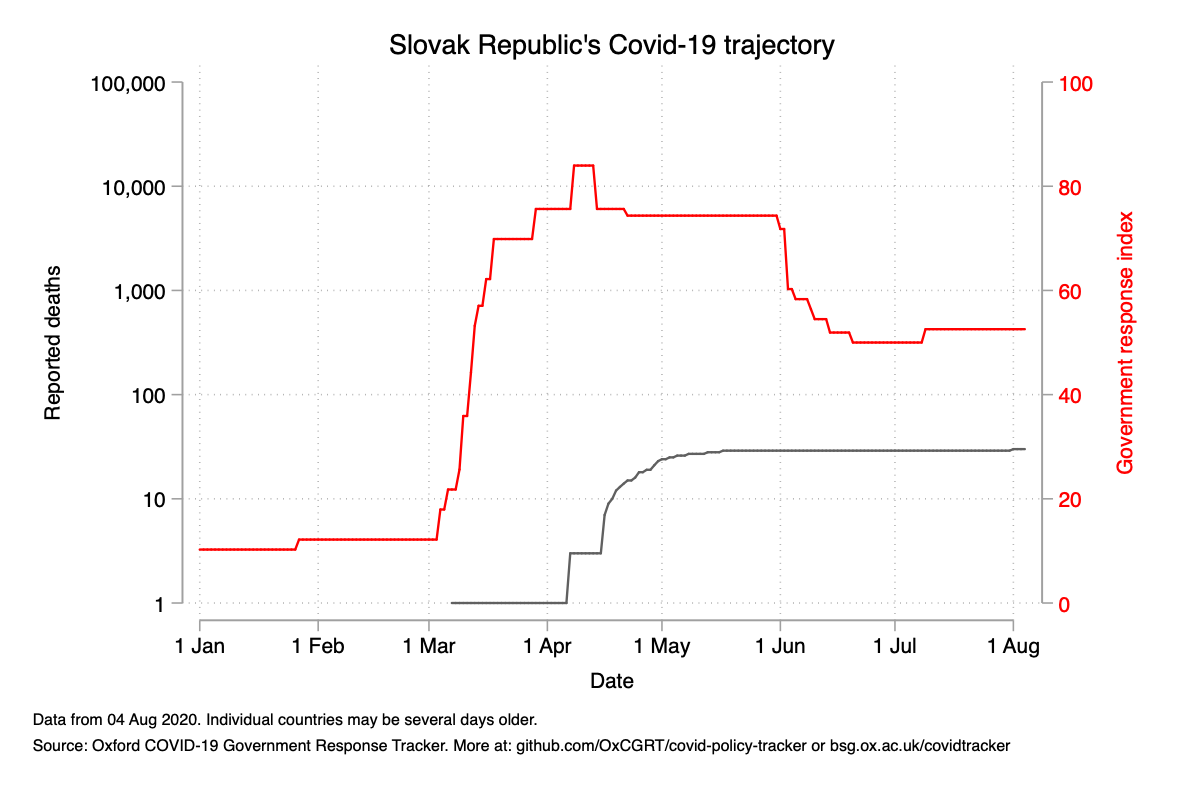 Slovak Republic's Covid-19 trajectory
100,000
10,000
1,000
100
10
1
Reported deaths
100
80
60
40
20
0
Government response index
1 Jan 1 Feb 1 Mar 1 Apr 1 May 1 Jun 1 Jul 1 Aug
Date
Data from 04 Aug 2020. Individual countries may be several days older.
Source: Oxford COVID-19 Government Response Tracker. More at: github.com/OxCGRT/covid-policy-tracker or bsg.ox.ac.uk/covidtracker